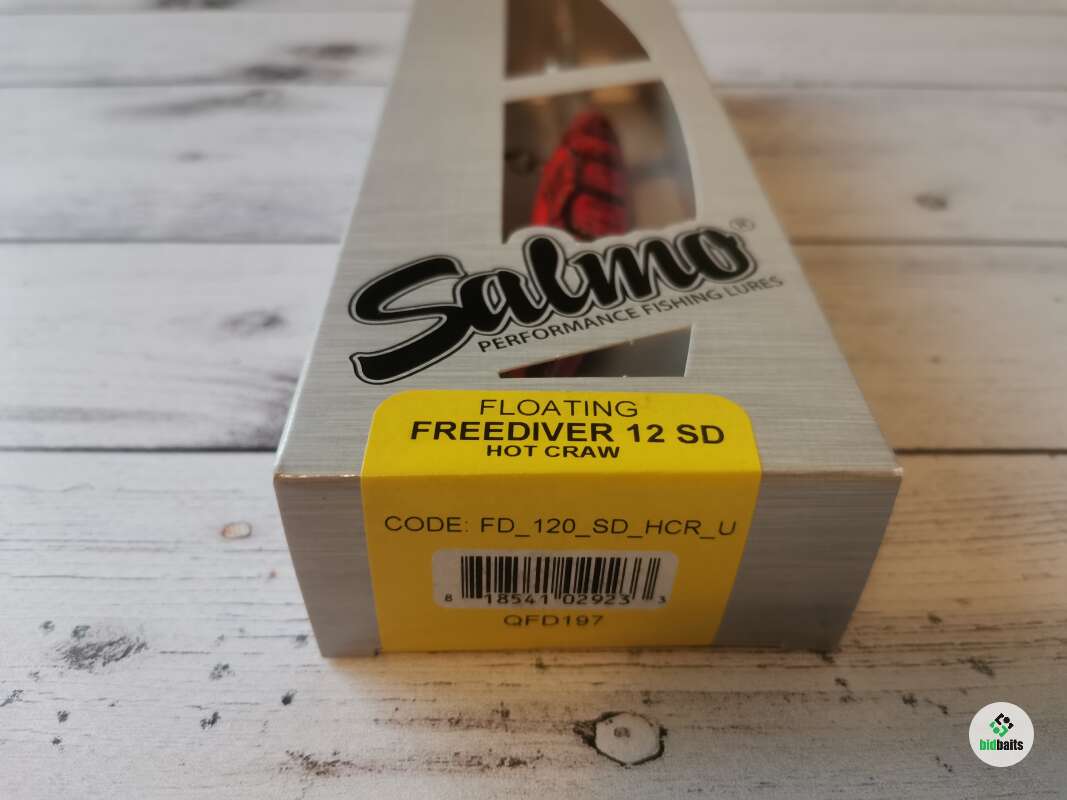 Salmo®
PERFORMANCE FISHING LURES
FLOATING
FREEDIVER 12 SD
HOT CRAW
CODE: FD_120_SD_HCR_U
8 18541 02923 3
QFD197
bidbaits